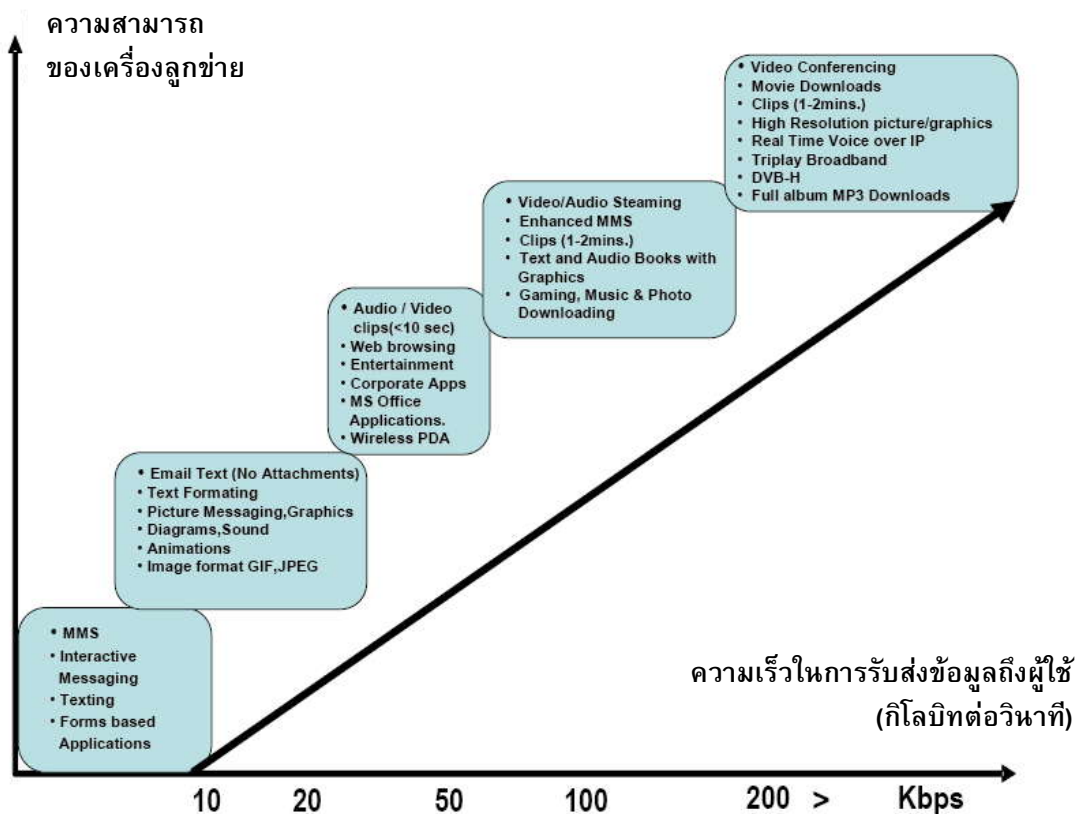 ความสามารถ
ของเครื่องลูกข่าย
• Video Conferencing
• Movie Downloads
• Clips (1-2mins.)
• High Resolution picture/graphics
• Real Time Voice over IP
• Triplay Broadband
• DVB-H
• Full album MP3 Downloads
• Video/Audio Steaming
• Enhanced MMS
• Clips (1-2mins.)
• Text and Audio Books with
Graphics
• Gaming, Music & Photo
Downloading
• Audio / Video
clips(<10 sec)
• Web browsing
• Entertainment
• Corporate Apps
• MS Office
Applications.
• Wireless PDA
• Email Text (No Attachments)
• Text Formating
• Picture Messaging,Graphics
• Diagrams,Sound
• Animations
• Image format GIF,JPEG
• MMS
• Interactive
Messaging
• Texting
• Forms based
Applications
ความเร็วในการรับส่งข้อมูลถึงผู้ใช้
(กิโลบิทต่อวินาที)
10 20 50 100 200 > Kbps